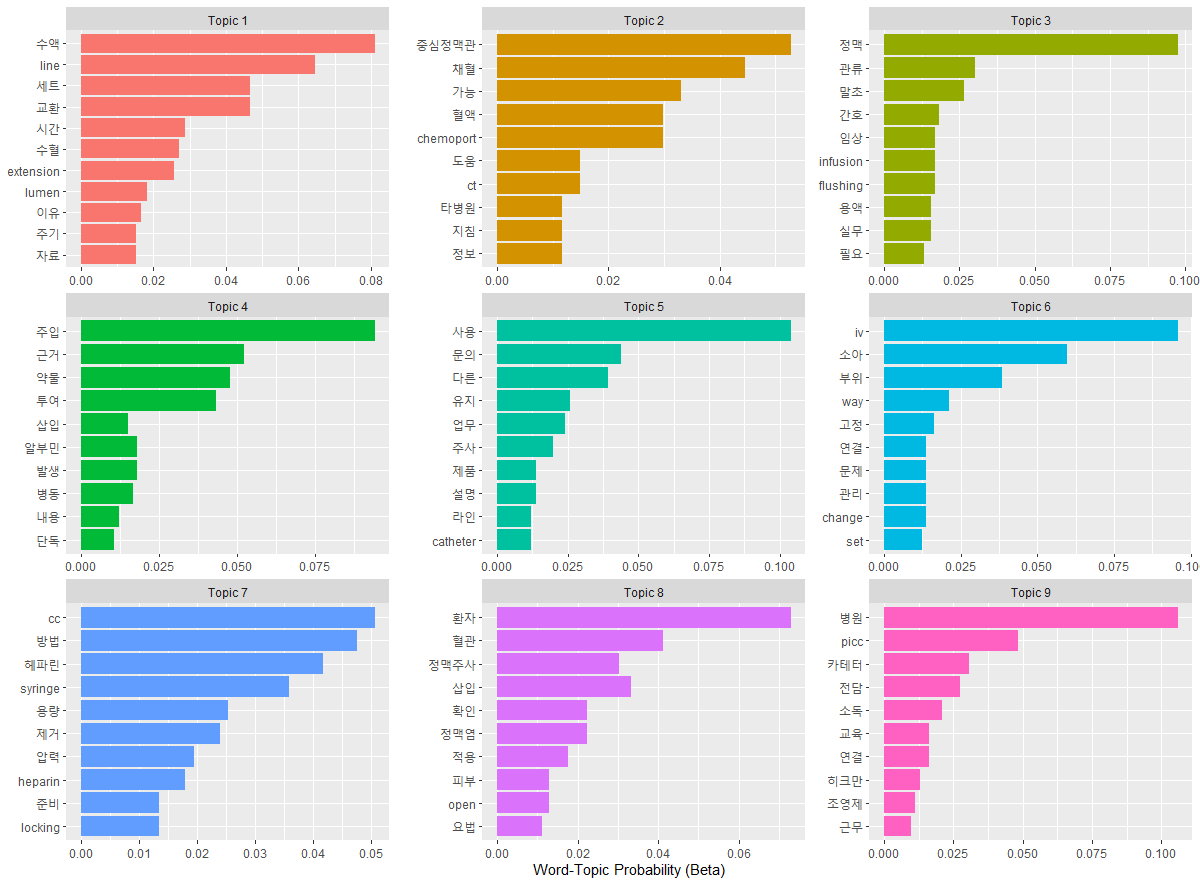 Topic 1
수액
line
세트
교환
시간
수혈
extension
lumen
이유
주기
자료
0.00 0.02 0.04 0.06 0.08
Topic 2
중심정맥관
채혈
가능
혈액
chemoport
도움
ct
타병원
지침
정보
0.00 0.02 0.04
Topic 3
정맥
관류
말초
간호
임상
infusion
flushing
용액
실무
필요
0.000 0.025 0.050 0.075 0.100
Topic 4
주입
근거
약물
투여
삽입
알부민
발생
병동
내용
단독
0.000 0.025 0.050 0.075
Topic 5
사용
문의
다른
유지
업무
주사
제품
설명
라인
catheter
0.000 0.025 0.050 0.075 0.100
Topic 6
iv
소아
부위
way
고정
연결
문제
관리
change
set
0.000 0.025 0.050 0.075 0.10
Topic 7
cc
방법
헤파린
syringe
용량
제거
압력
heparin
준비
locking
0.00 0.01 0.02 0.03 0.04 0.05
Topic 8
환자
혈관
정맥주사
삽입
확인
정맥염
적용
피부
open
요법
0.00 0.02 0.04 0.06
Topic 9
병원
picc
카테터
전담
소독
교육
연결
히크만
조영제
근무
0.000 0.025 0.050 0.075 0.100
Word-Topic Probability (Beta)